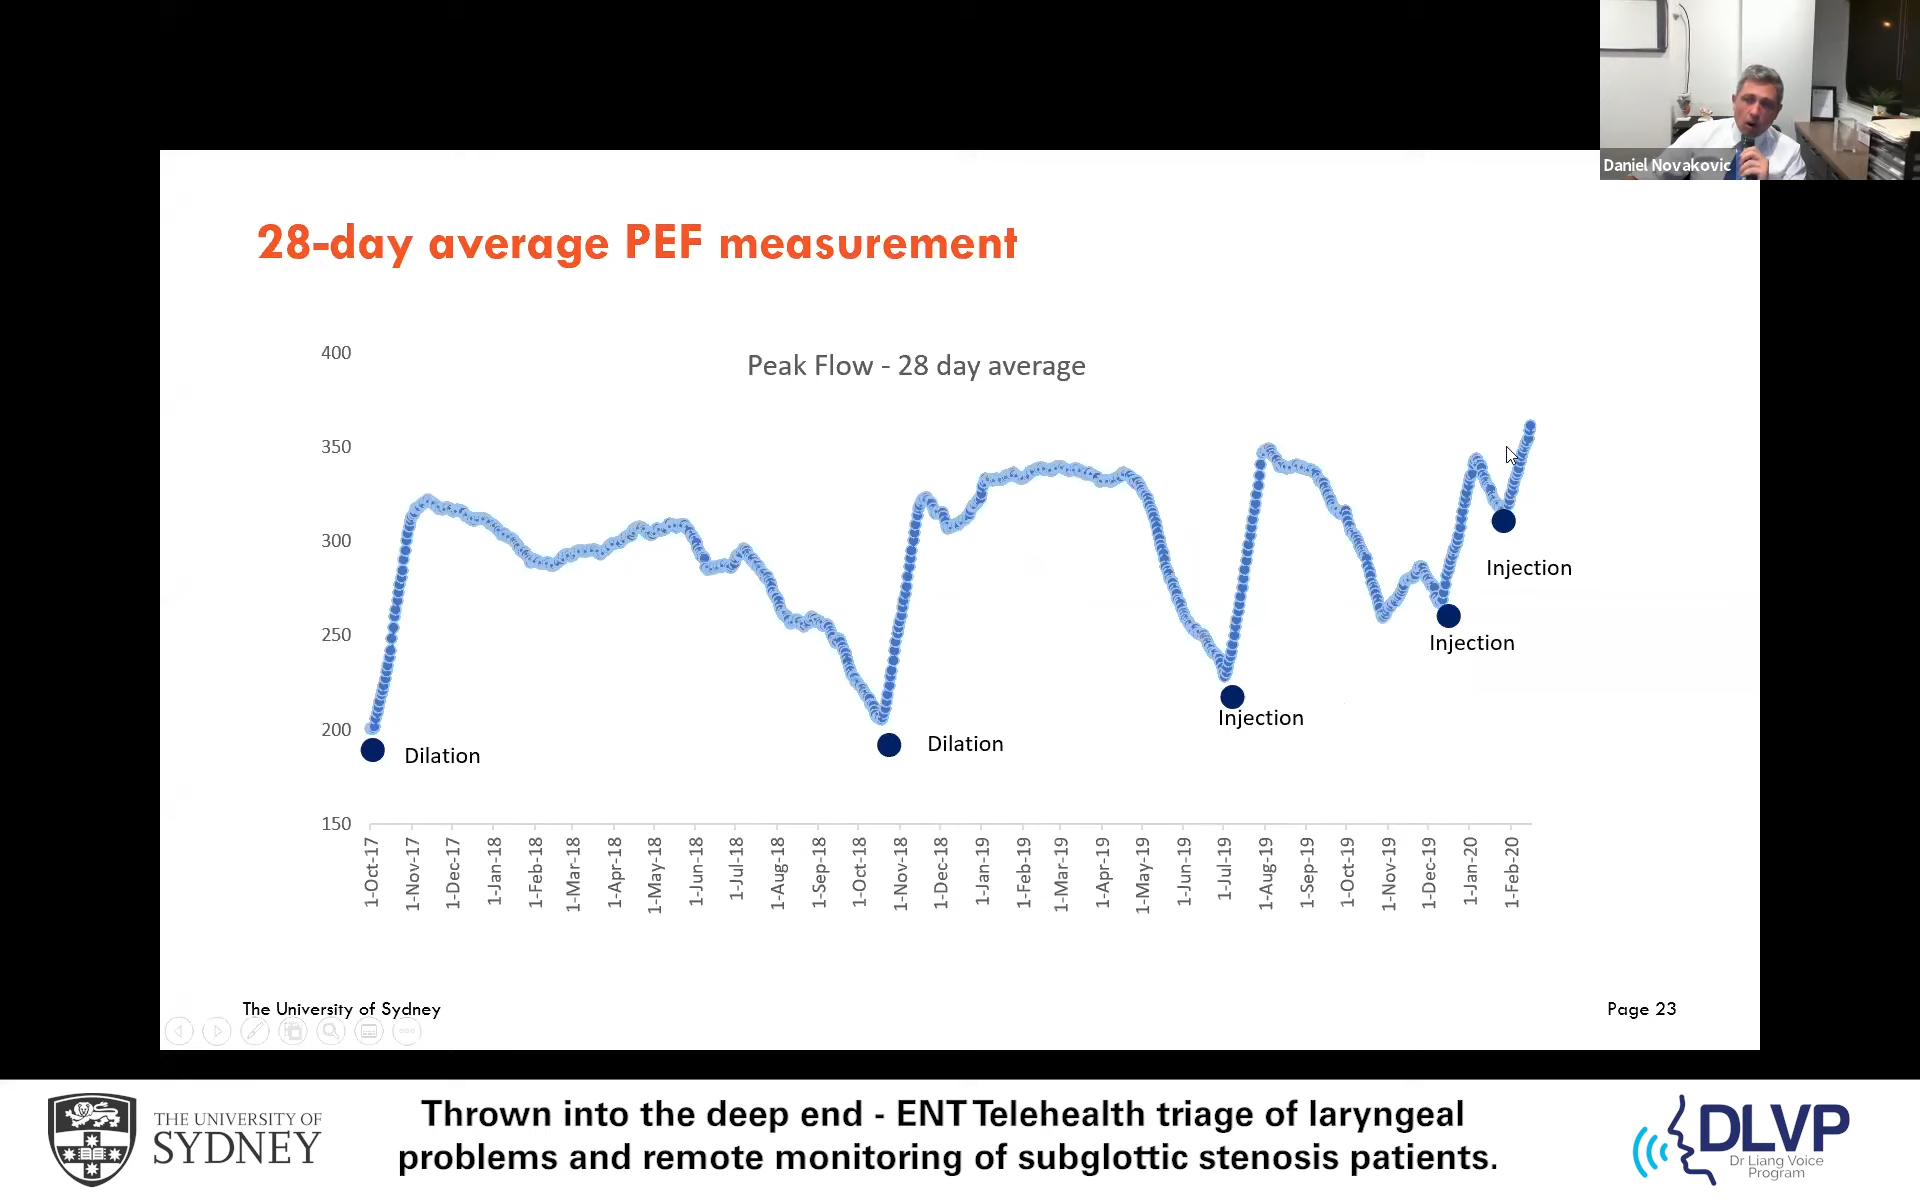 Daniel Novakovic
28-day average PEF measurement
Peak Flow - 28 day average
400
350
300
250
200
150
Dilation
Dilation
Injection
Injection
Injection
1-Oct-17
1-Nov-17
1-Dec-17
1-Jan-18
1-Feb-18
1-Mar-18
1-Apr-18
1-May-18
1-Jun-18
1-Jul-18
1-Aug-18
1-Sep-18
1-Oct-18
1-Nov-18
1-Dec-18
1-Jan-19
1-Feb-19
1-Mar-19
1-Apr-19
1-May-19
1-Jun-19
1-Jul-19
1-Aug-19
1-Sep-19
1-Oct-19
1-Nov-19
1-Dec-19
1-Jan-20
1-Feb-20
The University of Sydney
Page 23
THE UNIVERSITY OF
SYDNEY
Thrown into the deep end - ENT Telehealth triage of laryngeal
problems and remote monitoring of subglottic stenosis patients.
DLVP
Dr Liang Voice
Program